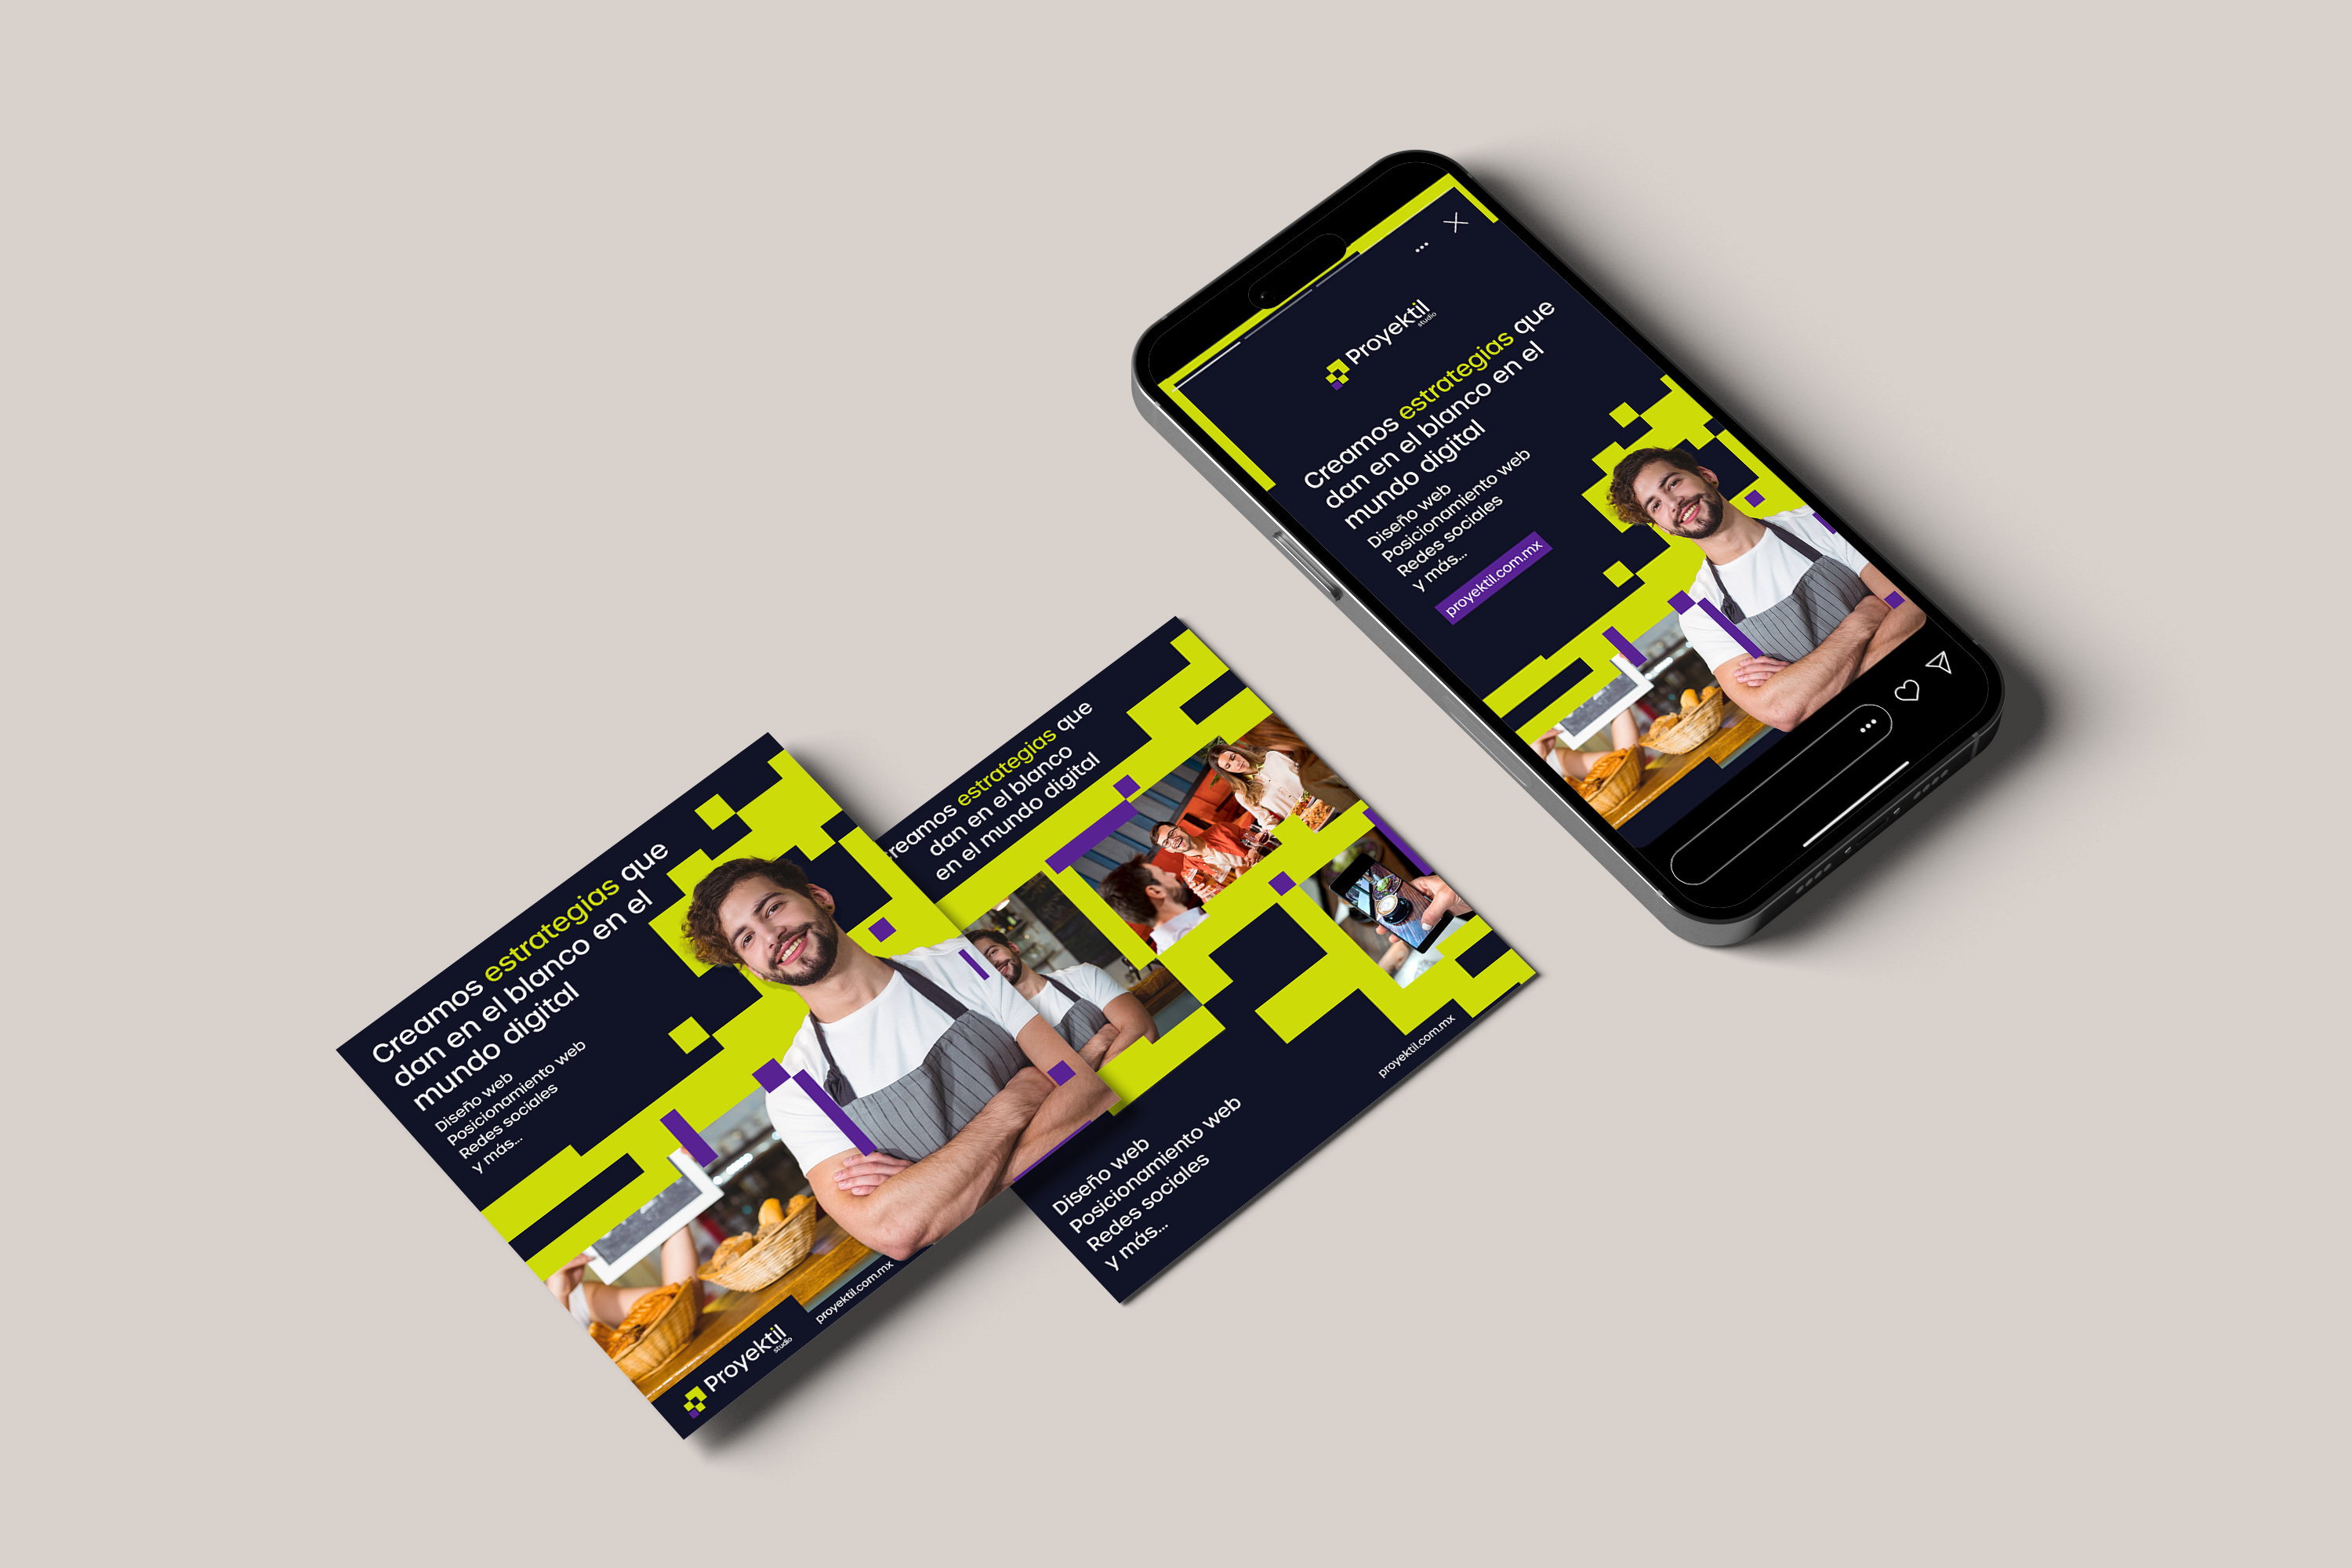 Creamos estrategias que
dan en el blanco en el
mundo digital
Diseño web
Posicionamiento web
Redes sociales
y más...
proyektil.com.mx
Proyektil
studio
creamos estrategias que
dan en el blanco
en el mundo digital
proyektil.com.mx
Diseño web
Posicionamiento web
Redes sociales
y más...
Proyektil
studio
Creamos estrategias que
dan en el blanco en el
mundo digital
Diseño web
Posicionamiento web
Redes sociales
y más...
proyektil.com.mx